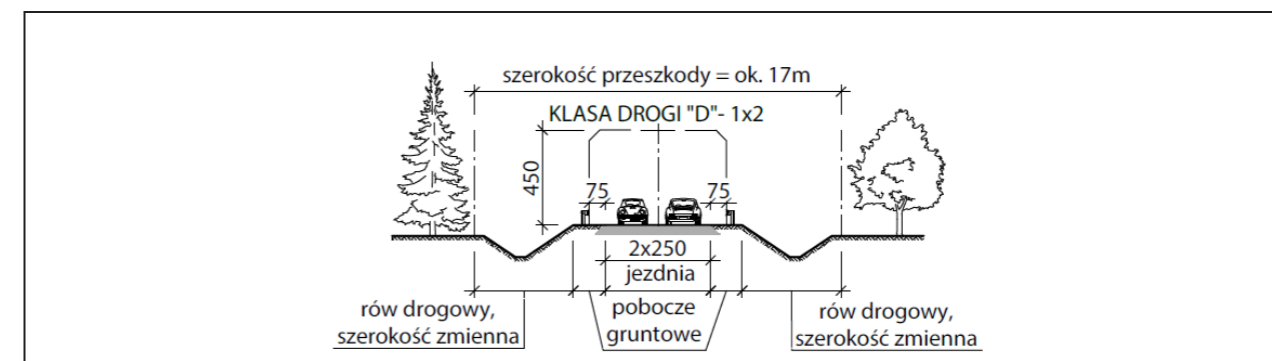 szerokość przeszkody = ok. 17m
KLASA DROGI "D"- 1x2
450
75
75
2x250
jezdnia
rów drogowy,
szerokość zmienna
pobocze
gruntowe
rów drogowy,
szerokość zmienna